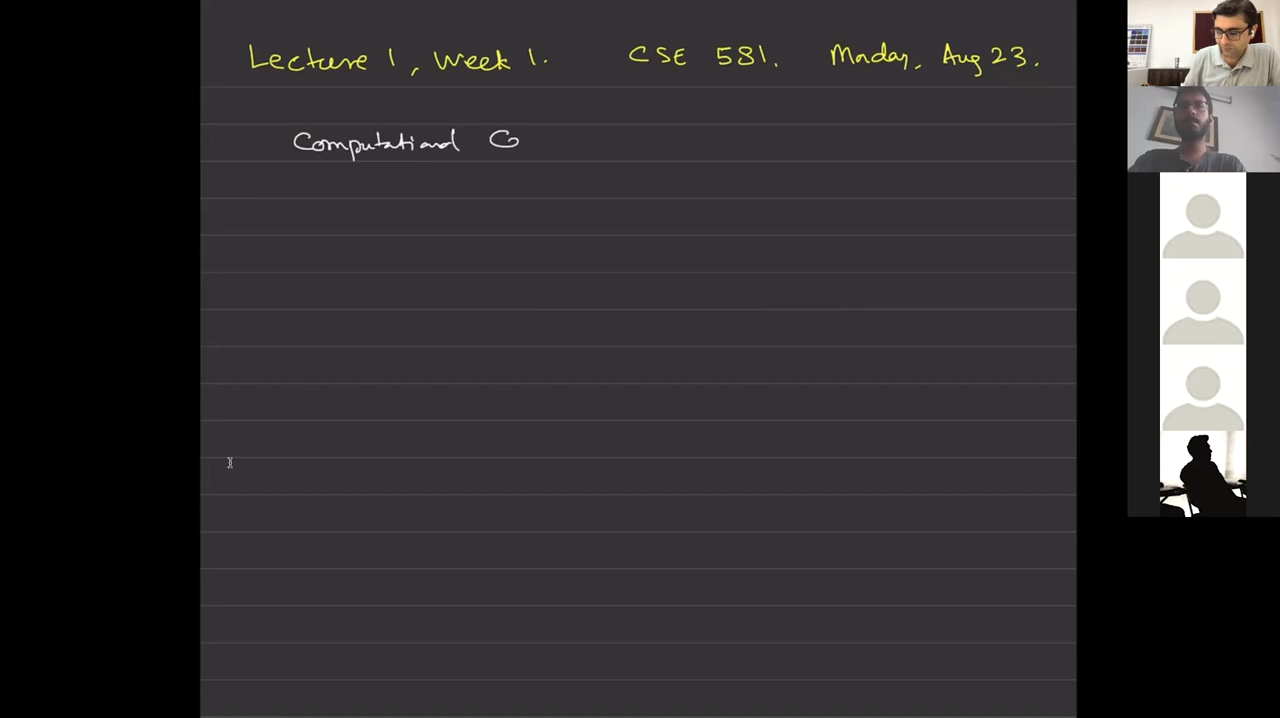 Lecture 1, Week 1. CSE 581. Monday, Aug 23.
Computational G